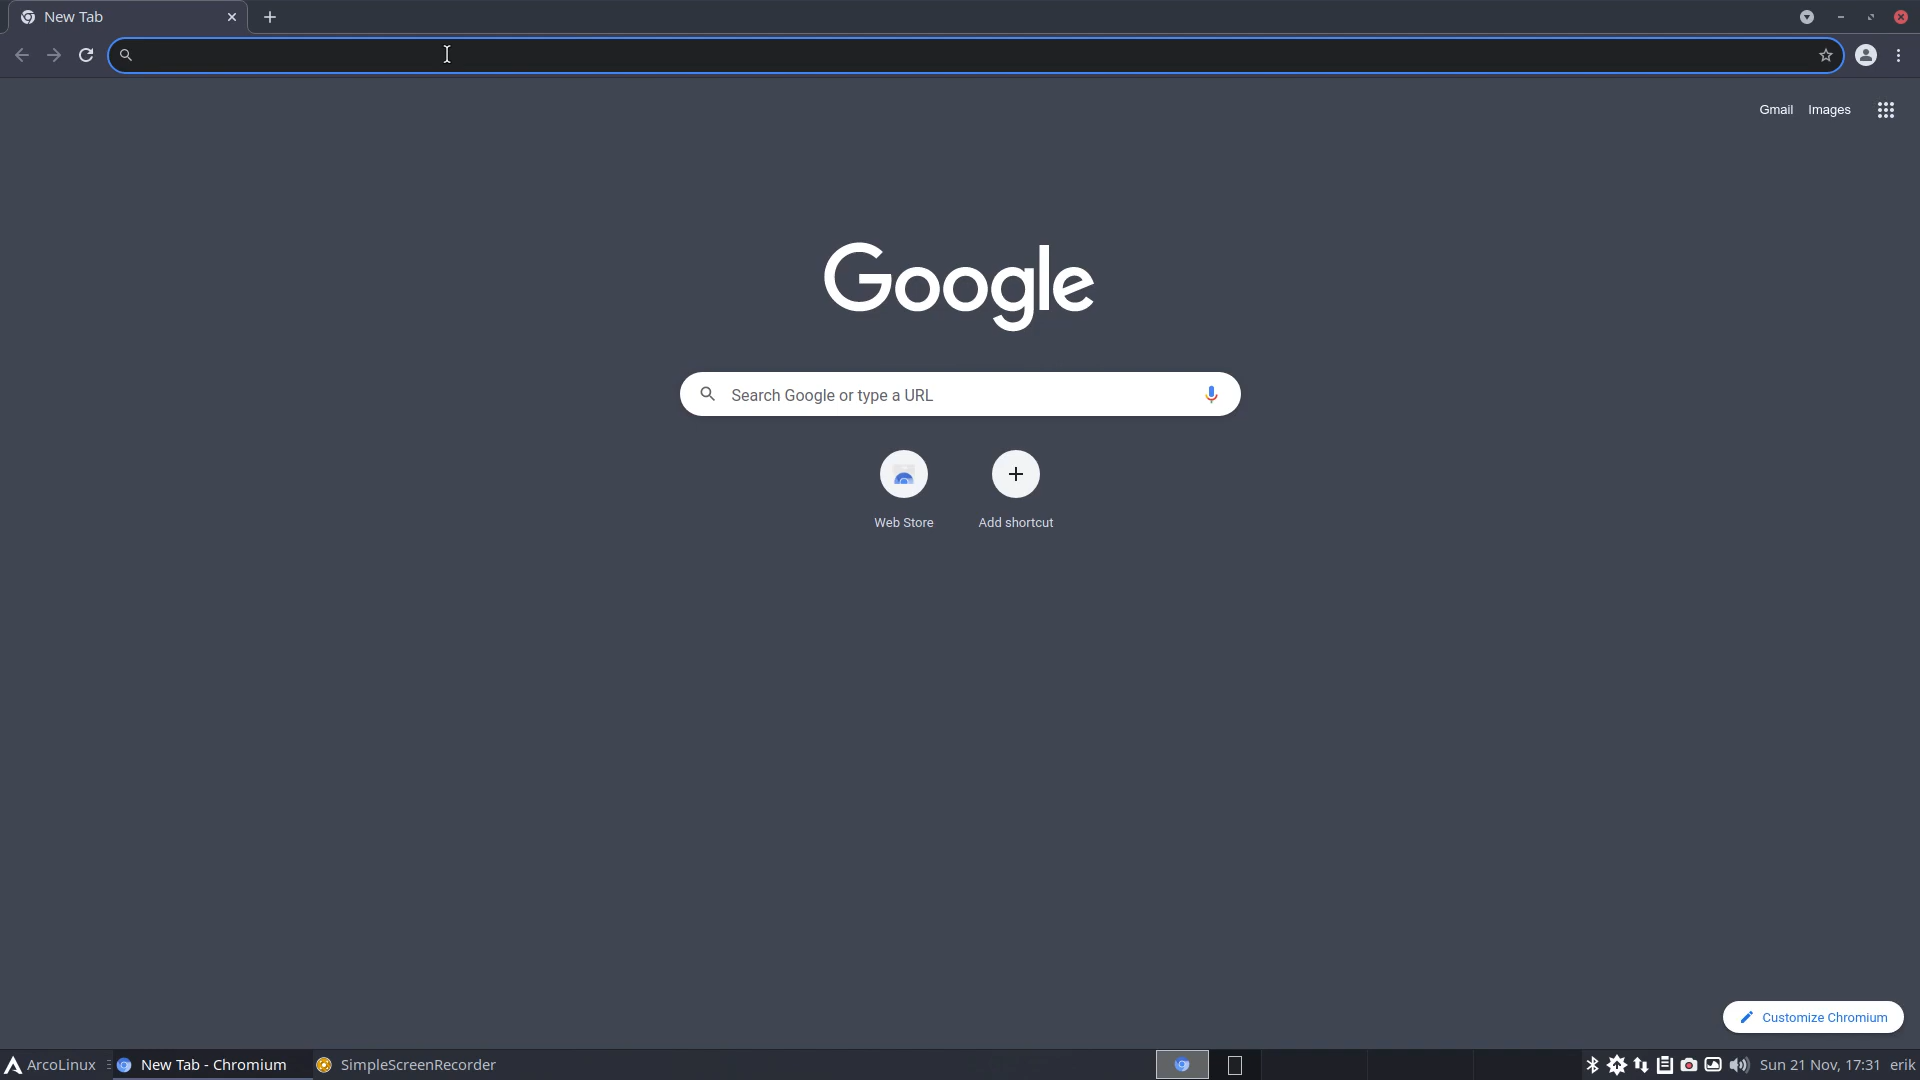 New Tab
Gmail Images
Google
Search Google or type a URL
Web Store Add shortcut
Customize Chromium
ArcoLinux New Tab - Chromium SimpleScreenRecorder Sun 21 Nov, 17:31 erik